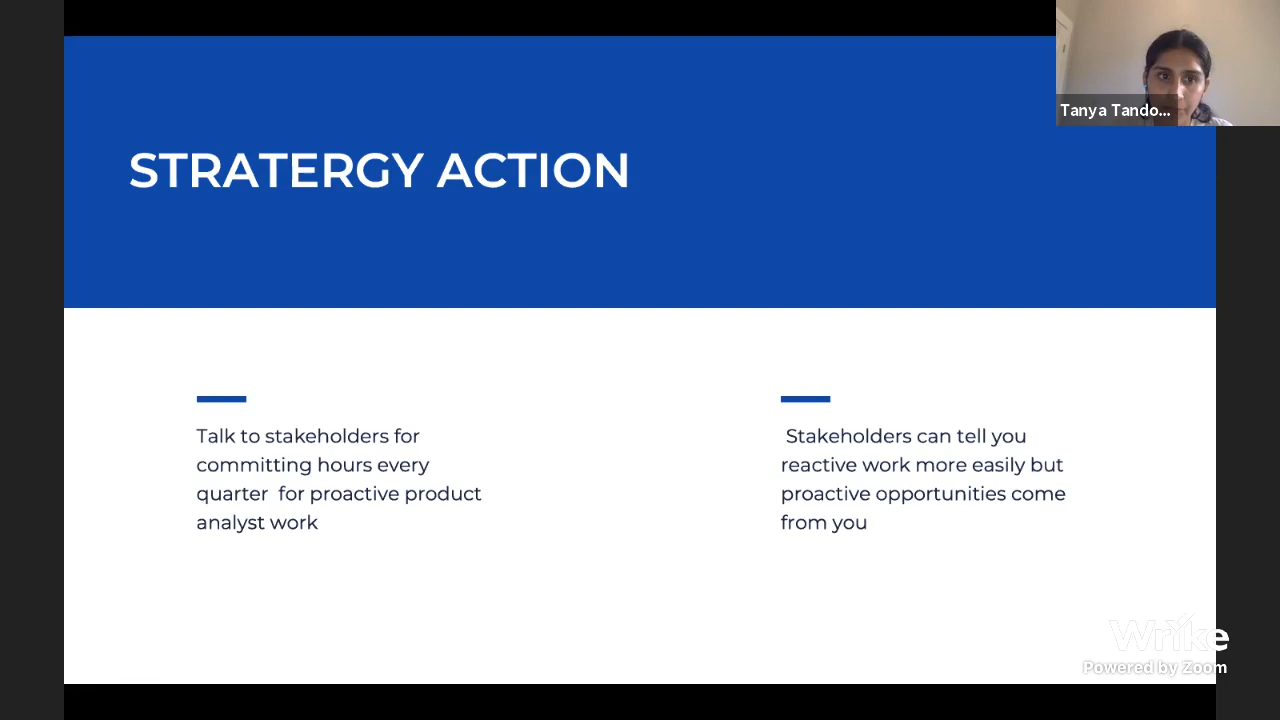 Tanya Tando...
STRATERGY ACTION
Talk to stakeholders for
committing hours every
quarter for proactive product
analyst work
Stakeholders can tell you
reactive work more easily but
proactive opportunities come
from you
Wrike
Powered by Zoom